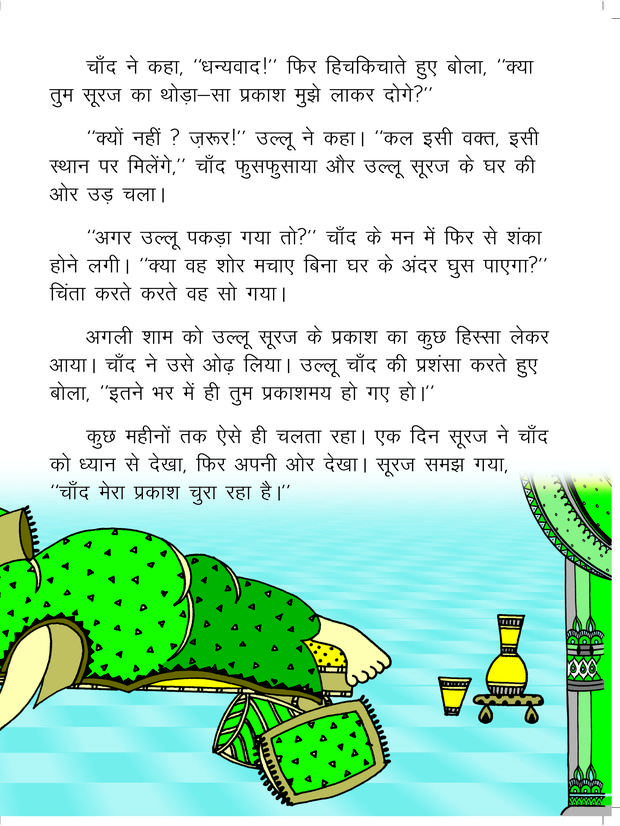 चाँद ने कहा, "धन्यवाद!" फिर हिचकिचाते हुए बोला, "क्या
तुम सूरज का थोड़ा–सा प्रकाश मुझे लाकर दोगे?"
"क्यों नहीं ? ज़रूर!" उल्लू ने कहा। "कल इसी वक्त, इसी
स्थान पर मिलेंगे," चाँद फुसफुसाया और उल्लू सूरज के घर की
ओर उड़ चला।
"अगर उल्लू पकड़ा गया तो?" चाँद के मन में फिर से शंका
होने लगी। "क्या वह शोर मचाए बिना घर के अंदर घुस पाएगा?"
चिंता करते करते वह सो गया।
अगली शाम को उल्लू सूरज के प्रकाश का कुछ हिस्सा लेकर
आया। चाँद ने उसे ओढ़ लिया। उल्लू चाँद की प्रशंसा करते हुए
बोला, "इतने भर में ही तुम प्रकाशमय हो गए हो।"
कुछ महीनों तक ऐसे ही चलता रहा। एक दिन सूरज ने चाँद
को ध्यान से देखा, फिर अपनी ओर देखा। सूरज समझ गया,
"चाँद मेरा प्रकाश चुरा रहा है।"